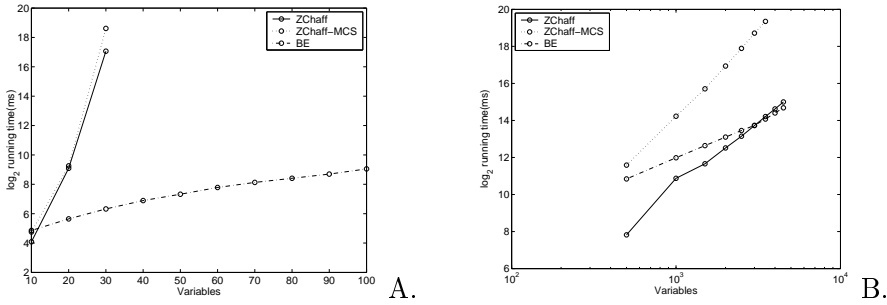 20
18
16
14
12
10
8
6
4
2
log2 running time(ms)
ZChaff
ZChaff−MCS
BE
10 20 30 40 50 60 70 80 90 100
Variables
A.
20
18
16
14
12
10
8
6
log2 running time(ms)
ZChaff
ZChaff−MCS
BE
10^2 10^3 10^4
Variables
B.